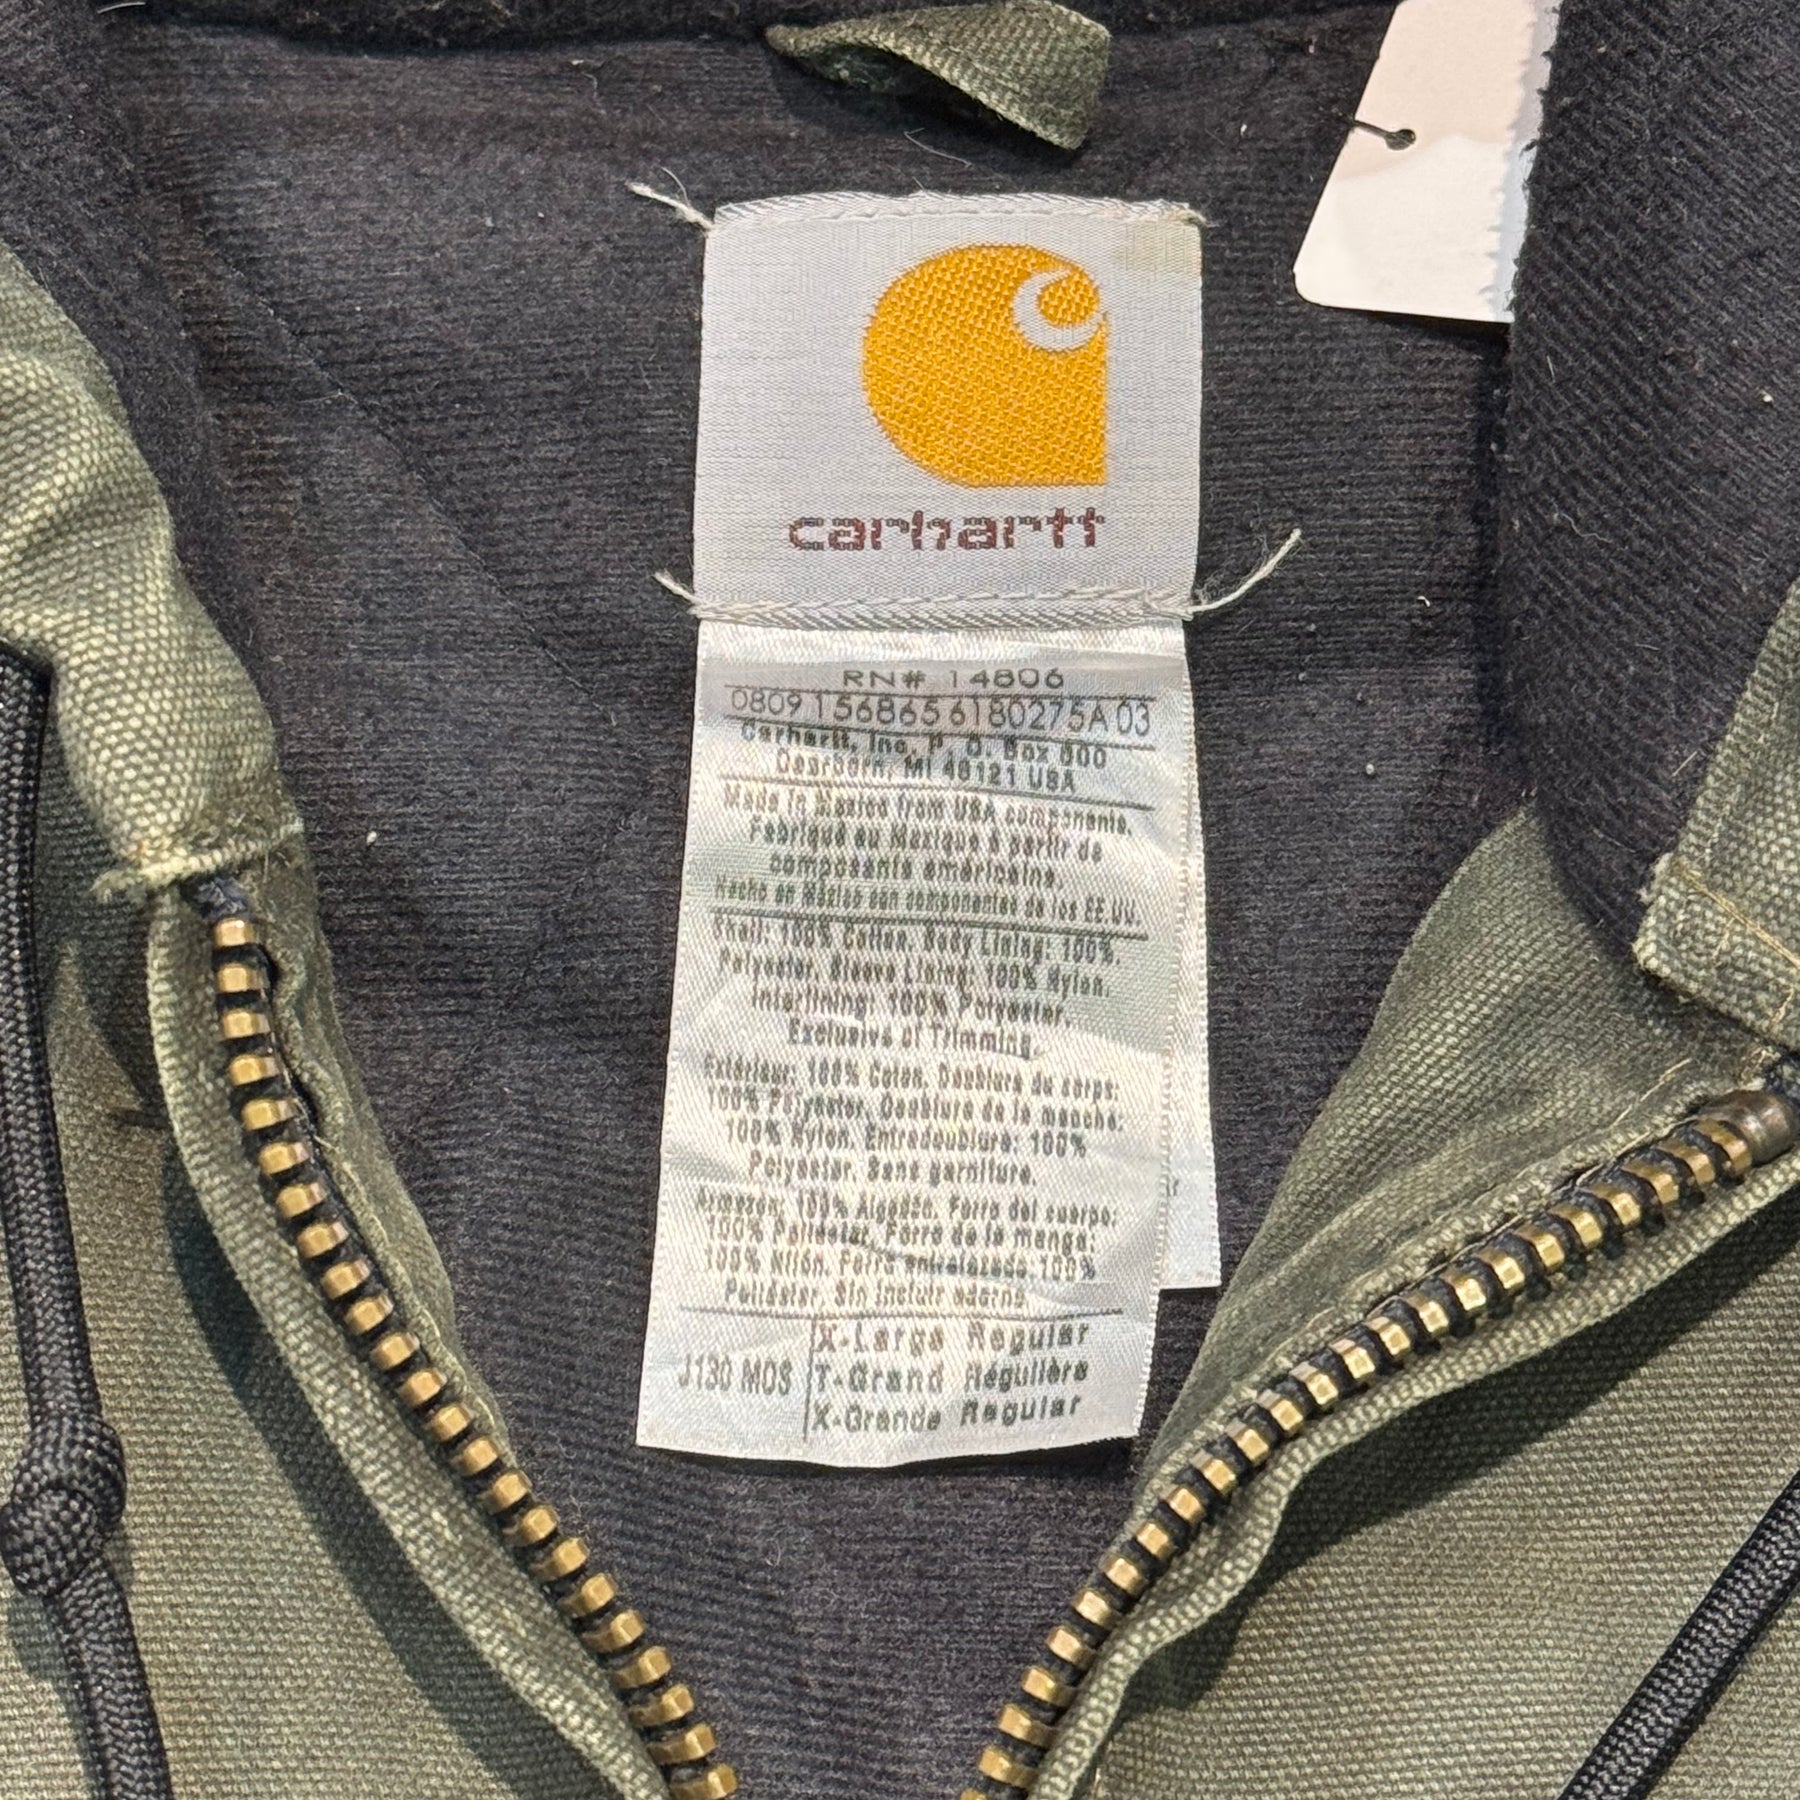 carhartt
RN# 14806
0809 156865 6180275A 03
Carhartt, Inc. P. O. Box 600
Dearborn, MI 48121 USA
Made in Mexico from USA components.
Fabriqué au Mexique à partir de
composants américains.
Hecho en México con componentes de los EE.UU.
Shell: 100% Cotton. Body Lining: 100%.
Polyester. Sleeve Lining: 100% Nylon.
Interlining: 100% Polyester.
Exclusive of Trimming.
Extérieur: 100% Coton. Doublure du corps:
100% Polyester. Doublure de la manche:
100% Nylon. Entredoublure: 100%
Polyester. Sans garniture.
Armazón: 100% Algodón. Forro del cuerpo:
100% Poliéster. Forro de la manga:
100% Nilón. Forro entrelazado: 100%
Poliéster. Sin incluir adorno.
J130 MOS
X-Large Regular
T-Grand Régulière
X-Grande Regular